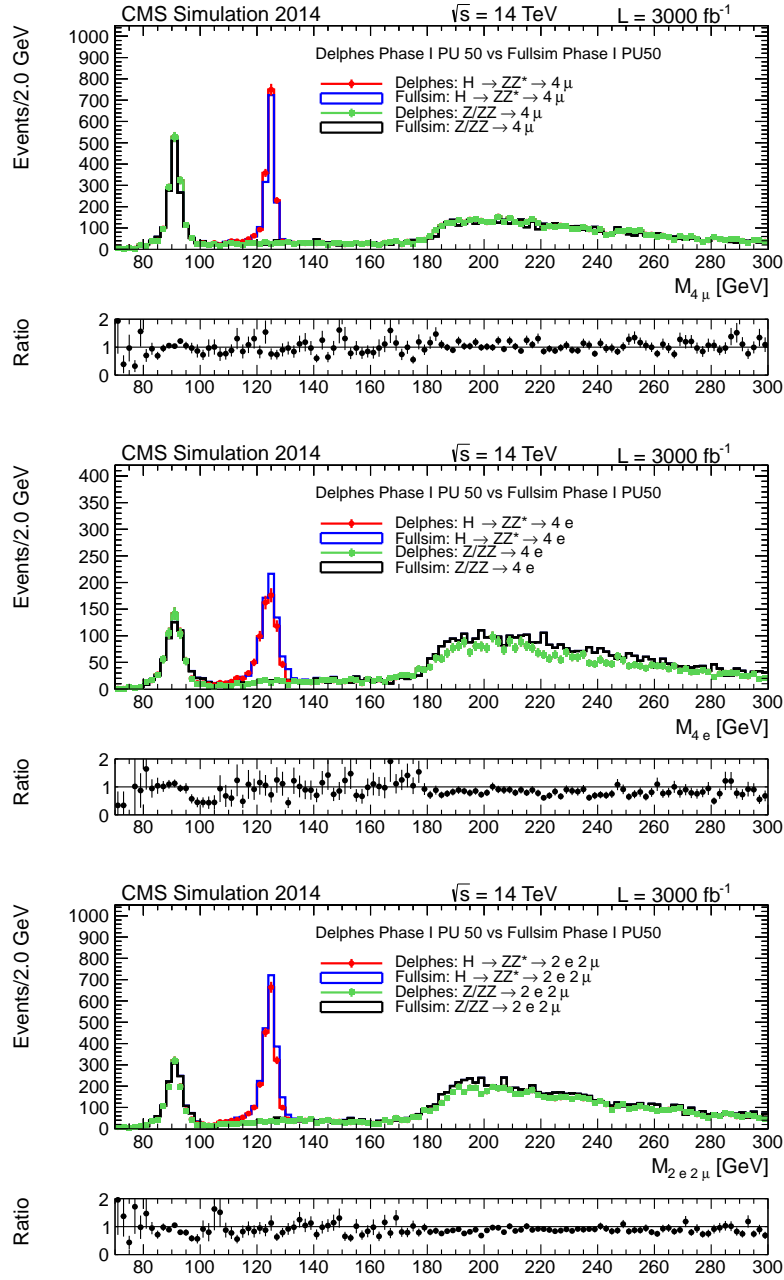 CMS Simulation 2014 √s = 14 TeV L = 3000 fb-1
Events/2.0 GeV
1000
900
800
700
600
500
400
300
200
100
0
Delphes Phase I PU 50 vs Fullsim Phase I PU50
Delphes: H → ZZ* → 4 μ
Fullsim: H → ZZ* → 4 μ
Delphes: Z/ZZ → 4 μ
Fullsim: Z/ZZ → 4 μ
80 100 120 140 160 180 200 220 240 260 280 300
M4 μ [GeV]
Ratio
2
1
0
80 100 120 140 160 180 200 220 240 260 280 300
CMS Simulation 2014 √s = 14 TeV L = 3000 fb-1
Events/2.0 GeV
400
350
300
250
200
150
100
50
0
Delphes Phase I PU 50 vs Fullsim Phase I PU50
Delphes: H → ZZ* → 4 e
Fullsim: H → ZZ* → 4 e
Delphes: Z/ZZ → 4 e
Fullsim: Z/ZZ → 4 e
80 100 120 140 160 180 200 220 240 260 280 300
M4 e [GeV]
Ratio
2
1
0
80 100 120 140 160 180 200 220 240 260 280 300
CMS Simulation 2014 √s = 14 TeV L = 3000 fb-1
Events/2.0 GeV
1000
900
800
700
600
500
400
300
200
100
0
Delphes Phase I PU 50 vs Fullsim Phase I PU50
Delphes: H → ZZ* → 2 e 2 μ
Fullsim: H → ZZ* → 2 e 2 μ
Delphes: Z/ZZ → 2 e 2 μ
Fullsim: Z/ZZ → 2 e 2 μ
80 100 120 140 160 180 200 220 240 260 280 300
M2 e 2 μ [GeV]
Ratio
2
1
0
80 100 120 140 160 180 200 220 240 260 280 300